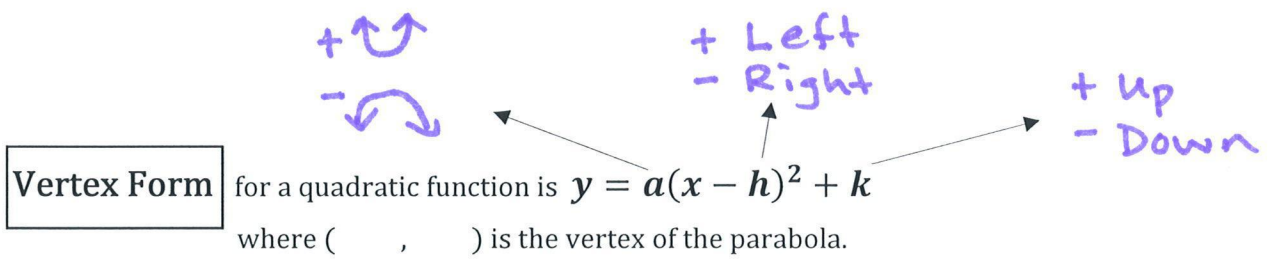 +
-
+ Left
- Right
+ Up
- Down
Vertex Form for a quadratic function is y = a(x − h)² + k
where ( , ) is the vertex of the parabola.